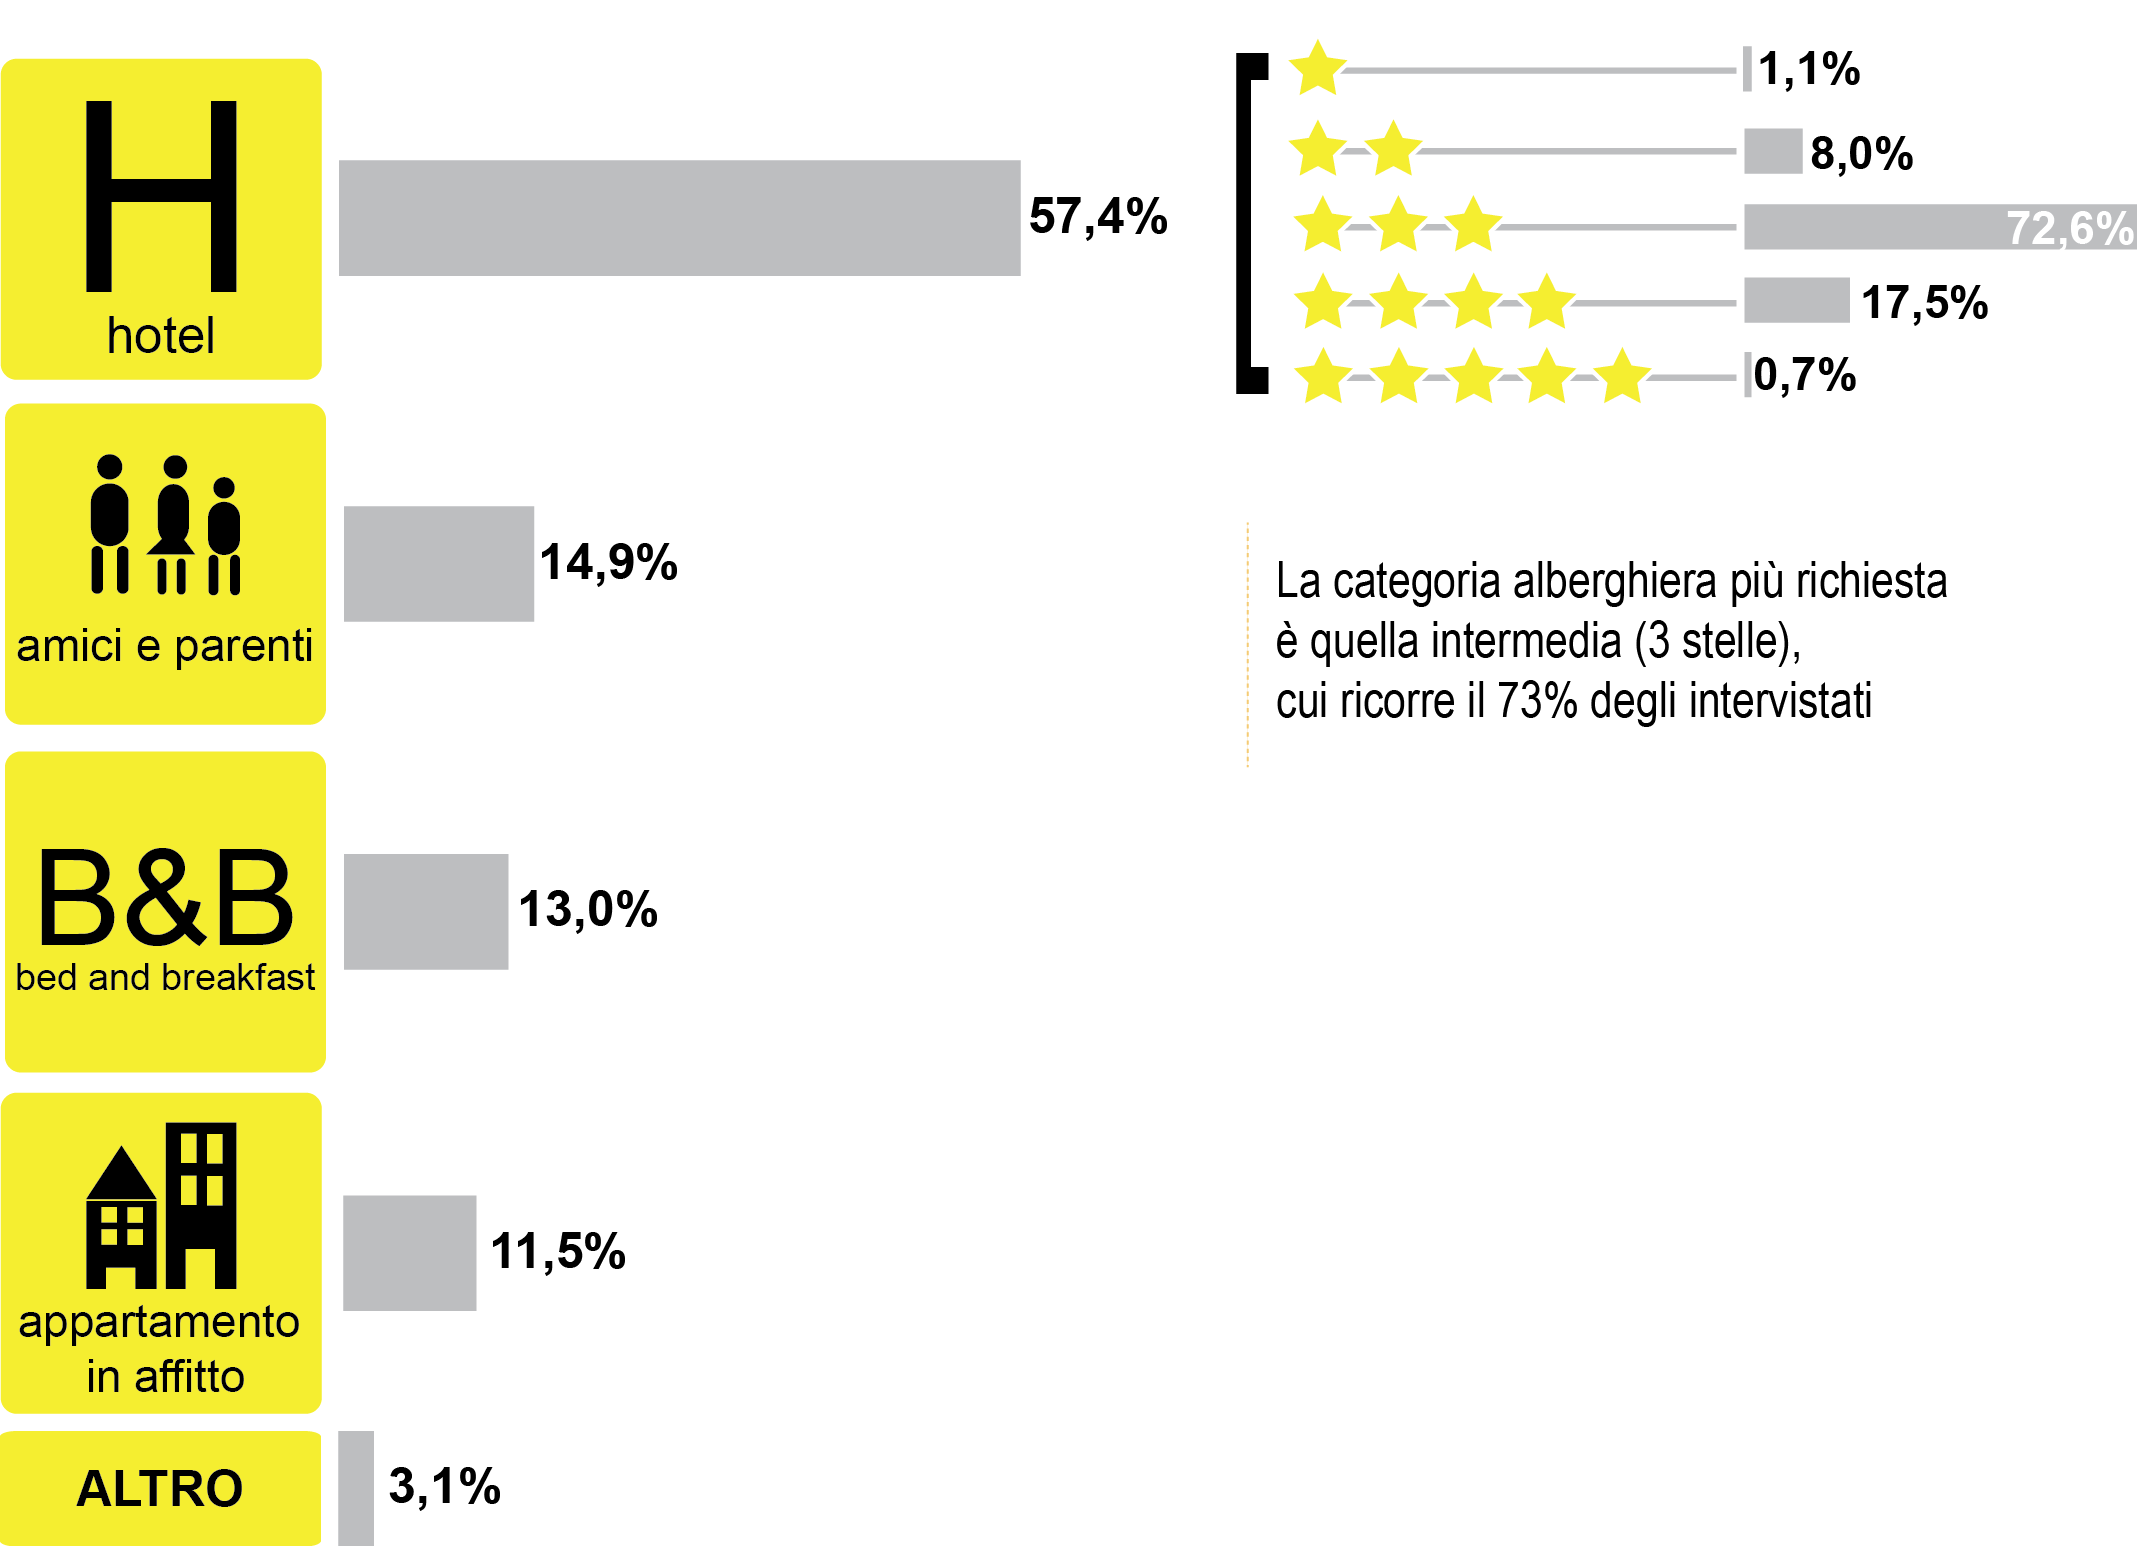 H
hotel
57,4%
1,1%
8,0%
72,6%
17,5%
0,7%
amici e parenti
14,9%
La categoria alberghiera più richiesta
è quella intermedia (3 stelle),
cui ricorre il 73% degli intervistati
B&B
bed and breakfast
13,0%
appartamento
in affitto
11,5%
ALTRO
3,1%